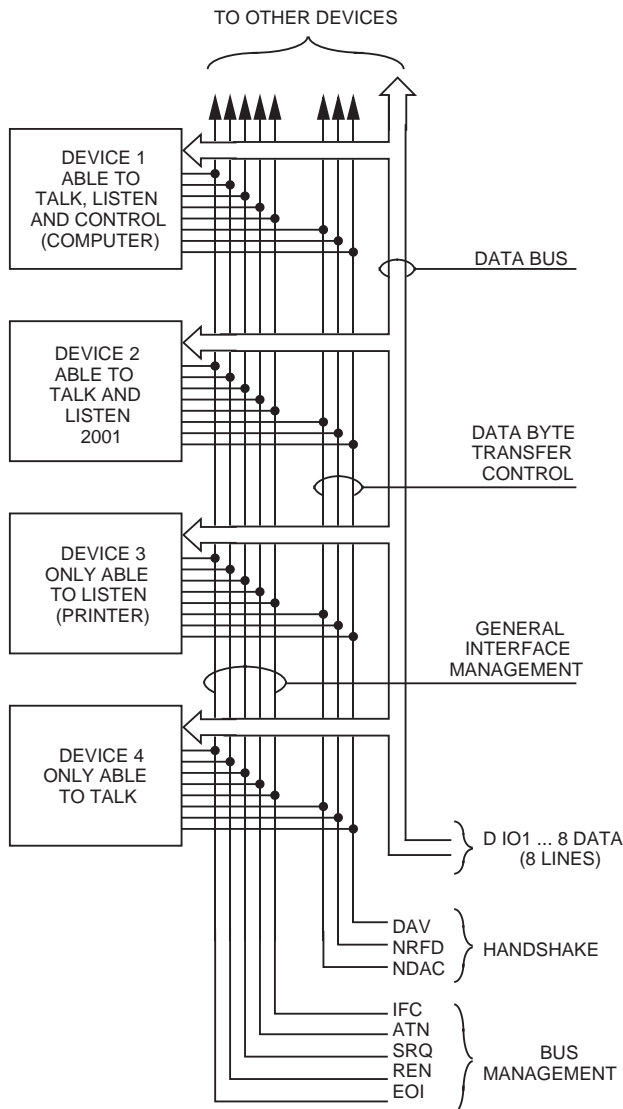 TO OTHER DEVICES
DEVICE 1
ABLE TO
TALK, LISTEN
AND CONTROL
(COMPUTER)
DATA BUS
DEVICE 2
ABLE TO
TALK AND
LISTEN
2001
DATA BYTE
TRANSFER
CONTROL
DEVICE 3
ONLY ABLE
TO LISTEN
(PRINTER)
GENERAL
INTERFACE
MANAGEMENT
DEVICE 4
ONLY ABLE
TO TALK
D IO1 ... 8 DATA
(8 LINES)
DAV
NRFD
NDAC
HANDSHAKE
IFC
ATN
SRQ
REN
EOI
BUS
MANAGEMENT